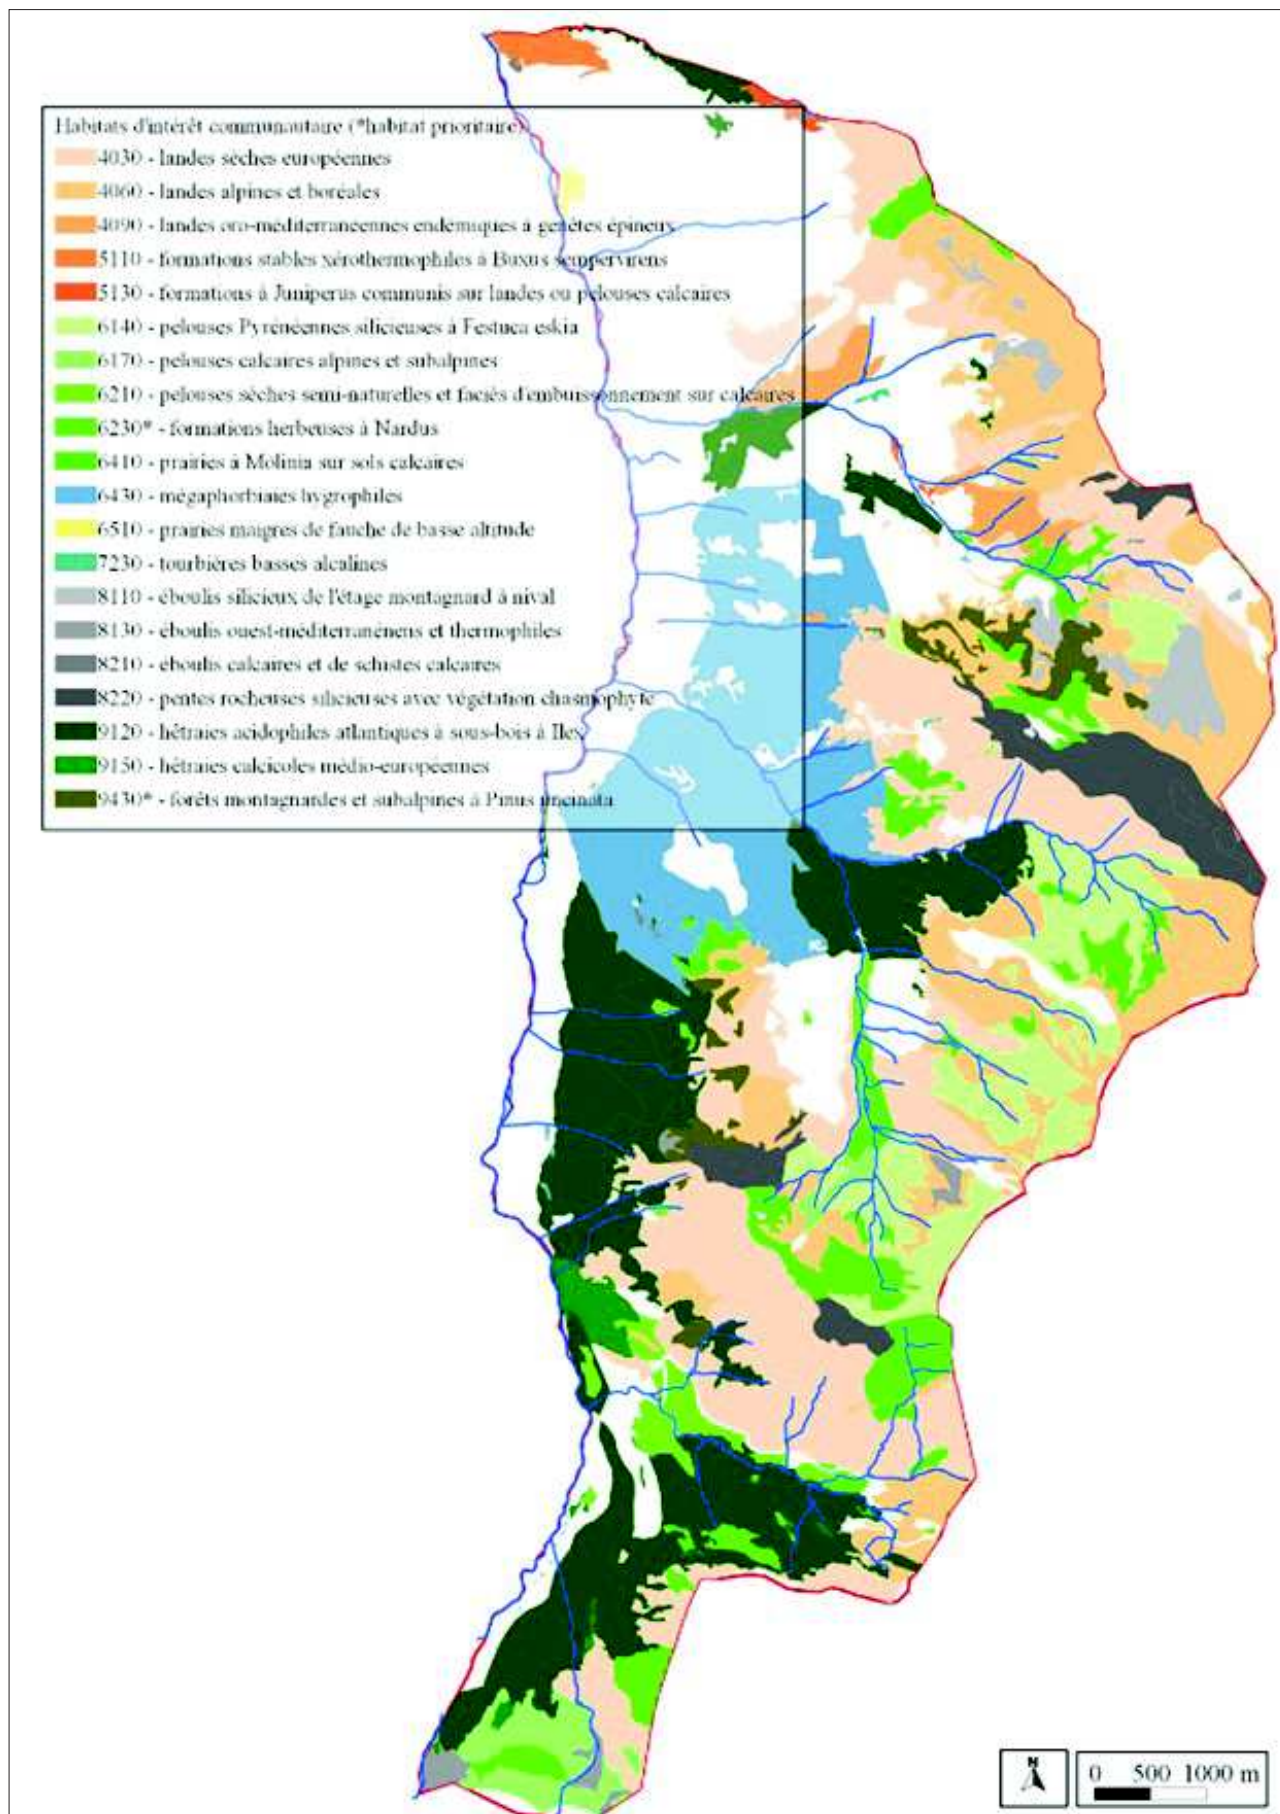 Habitats d'intérêt communautaire (*habitat prioritaire)
4030 - landes sèches européennes
4060 - landes alpines et boréales
4090 - landes oro-méditerranéennes endémiques à genêtes épineux
5110 - formations stables xérothermophiles à Buxus sempervirens
5130 - formations à Juniperus communis sur landes ou pelouses calcaires
6140 - pelouses Pyrénéennes silicieuses à Festuca eskia
6170 - pelouses calcaires alpines et subalpines
6210 - pelouses sèches semi-naturelles et faciès d'embuissonnement sur calcaires
6230* - formations herbeuses à Nardus
6410 - prairies à Molinia sur sols calcaires
6430 - mégaphorbiaies hygrophiles
6510 - prairies maigres de fauche de basse altitude
7230 - tourbières basses alcalines
8110 - éboulis silicieux de l'étage montagnard à nival
8130 - éboulis ouest-méditerranénens et thermophiles
8210 - éboulis calcaires et de schistes calcaires
8220 - pentes rocheuses silicieuses avec végétation chasmophyte
9120 - hêtraies acidophiles atlantiques à sous-bois à Ilex
9150 - hêtraies calcicoles médio-européennes
9430* - forêts montagnardes et subalpines à Pinus uncinata
N
0 500 1000 m